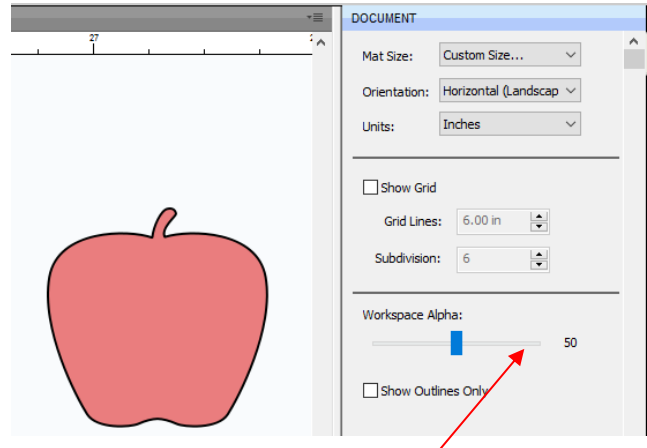 DOCUMENT
27
Mat Size: Custom Size...
Orientation: Horizontal (Landscap
Units: Inches
Show Grid
Grid Lines: 6.00 in
Subdivision: 6
Workspace Alpha:
50
Show Outlines Only